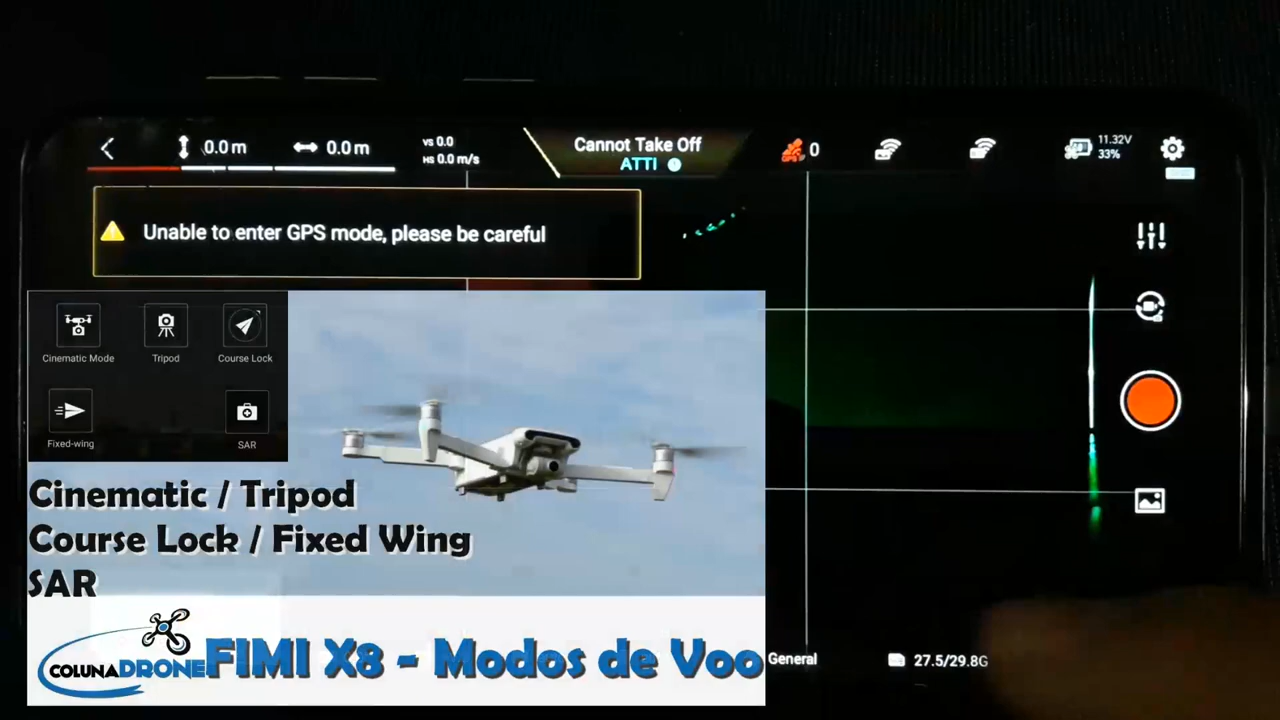 0.0 m
0.0 m
VS 0.0
HS 0.0 m/s
Cannot Take Off
ATTI
0
11.32V
33%
Unable to enter GPS mode, please be careful
Cinematic Mode
Tripod
Course Lock
Fixed-wing
SAR
Cinematic / Tripod
Course Lock / Fixed Wing
SAR
COLUNADRONE
FIMI X8 - Modos de Voo
General
27.5/29.8G